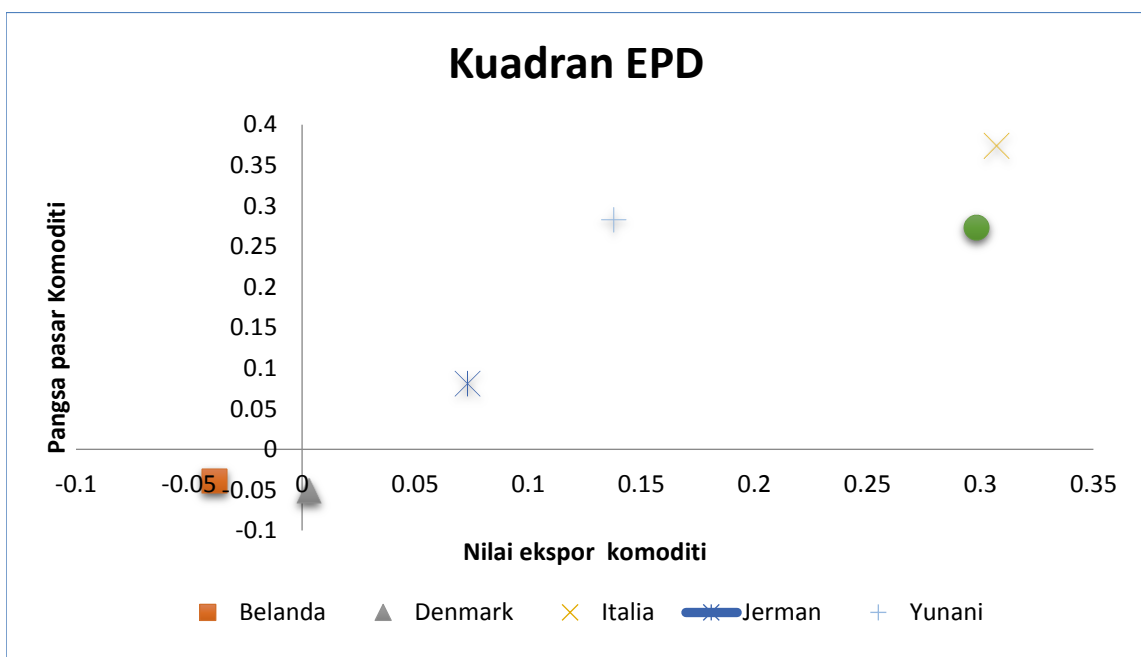 Kuadran EPD
Pangsa pasar Komoditi
0.4
0.35
0.3
0.25
0.2
0.15
0.1
0.05
0
-0.05
-0.1
-0.1 -0.05 0 0.05 0.1 0.15 0.2 0.25 0.3 0.35
Nilai ekspor komoditi
Belanda Denmark Italia Jerman Yunani